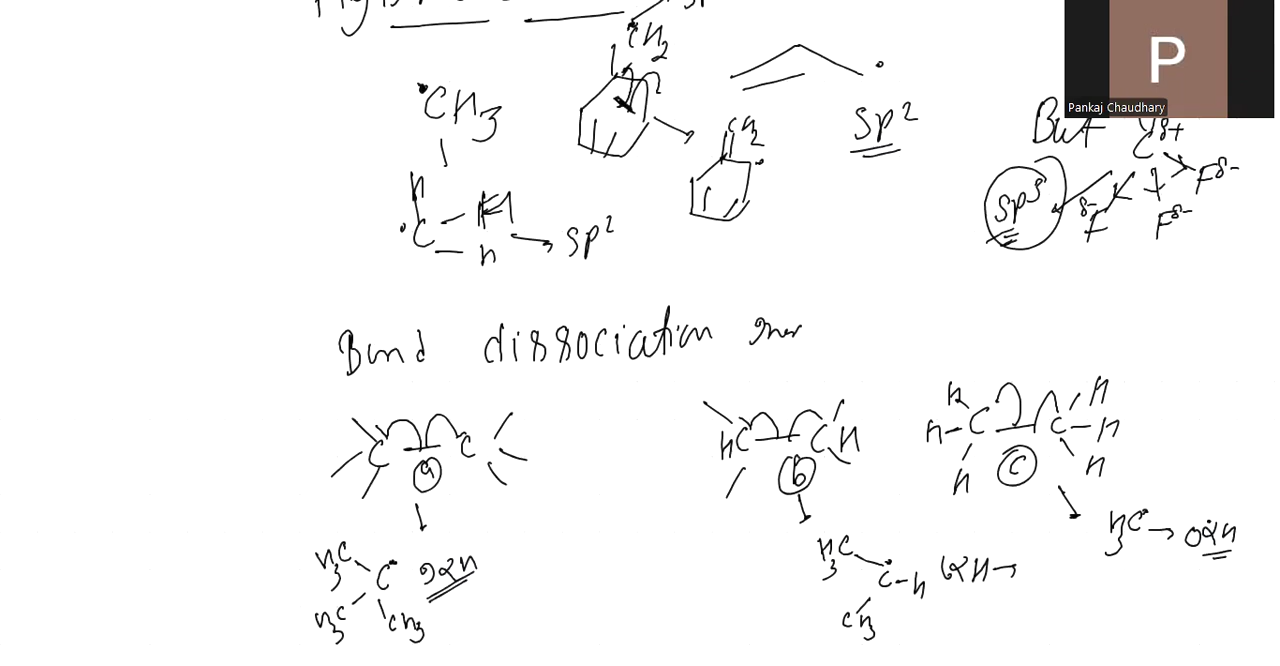 P
Pankaj Chaudhary
CH2
•CH3
CH2
Sp²
But
C δ+
F δ-
F δ-
δ- F
Sp³
H
•C – H
H → Sp²
Bond dissociation
C – C
a
HC – CH
b
H
H–C – C–H
H
H
H
c
H3C
C•
H3C
CH3
9αH
H3C
C–H
CH3
6αH →
H3C• → 0αH